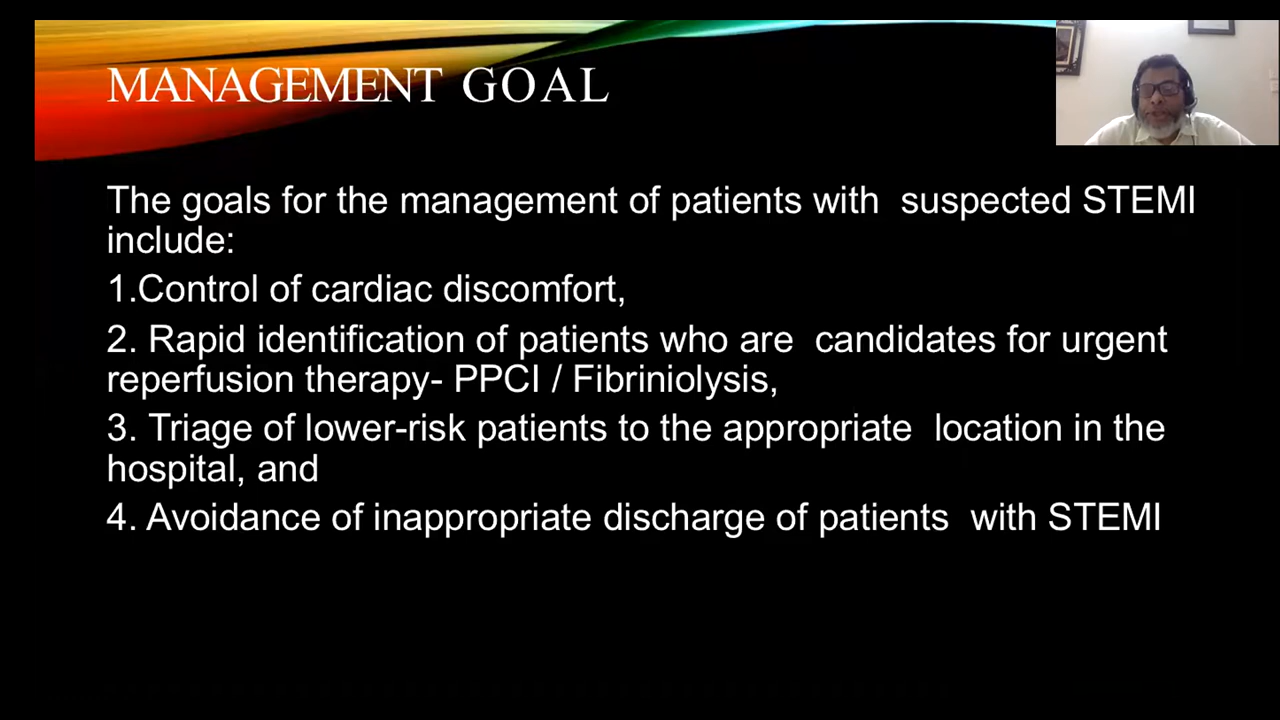 MANAGEMENT GOAL
The goals for the management of patients with suspected STEMI
include:
1.Control of cardiac discomfort,
2. Rapid identification of patients who are candidates for urgent
reperfusion therapy- PPCI / Fibriniolysis,
3. Triage of lower-risk patients to the appropriate location in the
hospital, and
4. Avoidance of inappropriate discharge of patients with STEMI